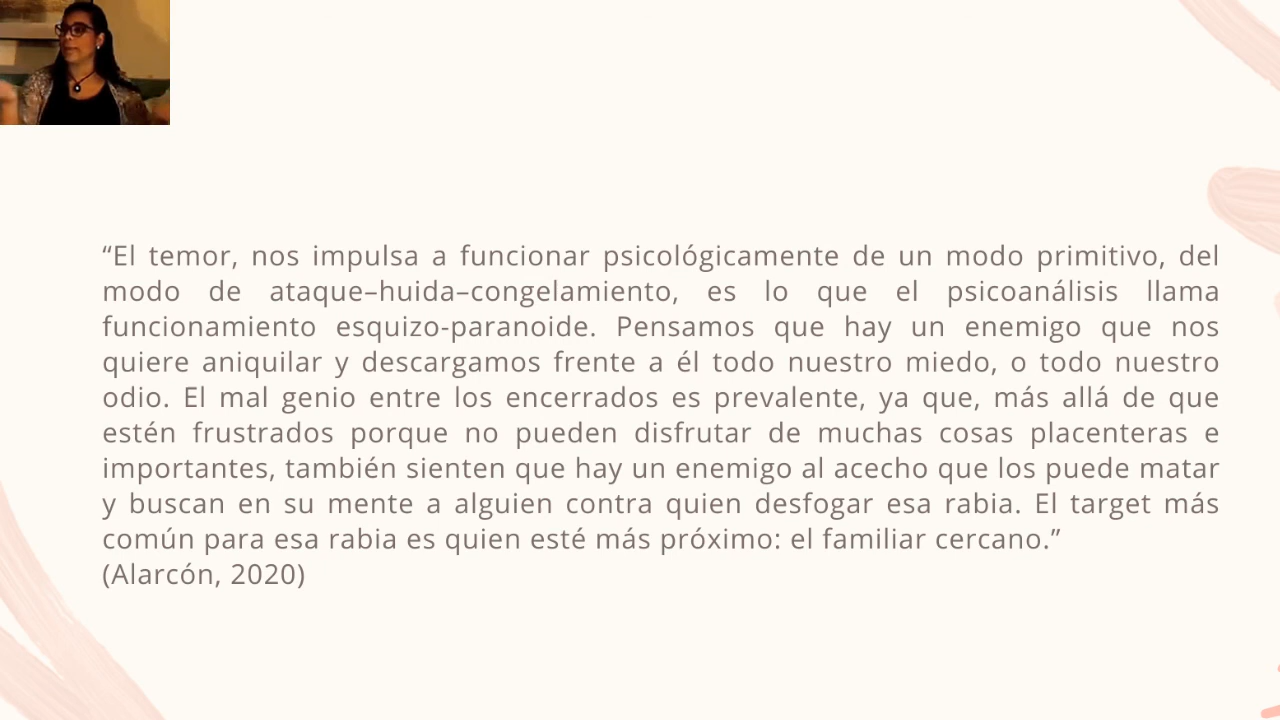 “El temor, nos impulsa a funcionar psicológicamente de un modo primitivo, del
modo de ataque–huida–congelamiento, es lo que el psicoanálisis llama
funcionamiento esquizo-paranoide. Pensamos que hay un enemigo que nos
quiere aniquilar y descargamos frente a él todo nuestro miedo, o todo nuestro
odio. El mal genio entre los encerrados es prevalente, ya que, más allá de que
estén frustrados porque no pueden disfrutar de muchas cosas placenteras e
importantes, también sienten que hay un enemigo al acecho que los puede matar
y buscan en su mente a alguien contra quien desfogar esa rabia. El target más
común para esa rabia es quien esté más próximo: el familiar cercano.”
(Alarcón, 2020)